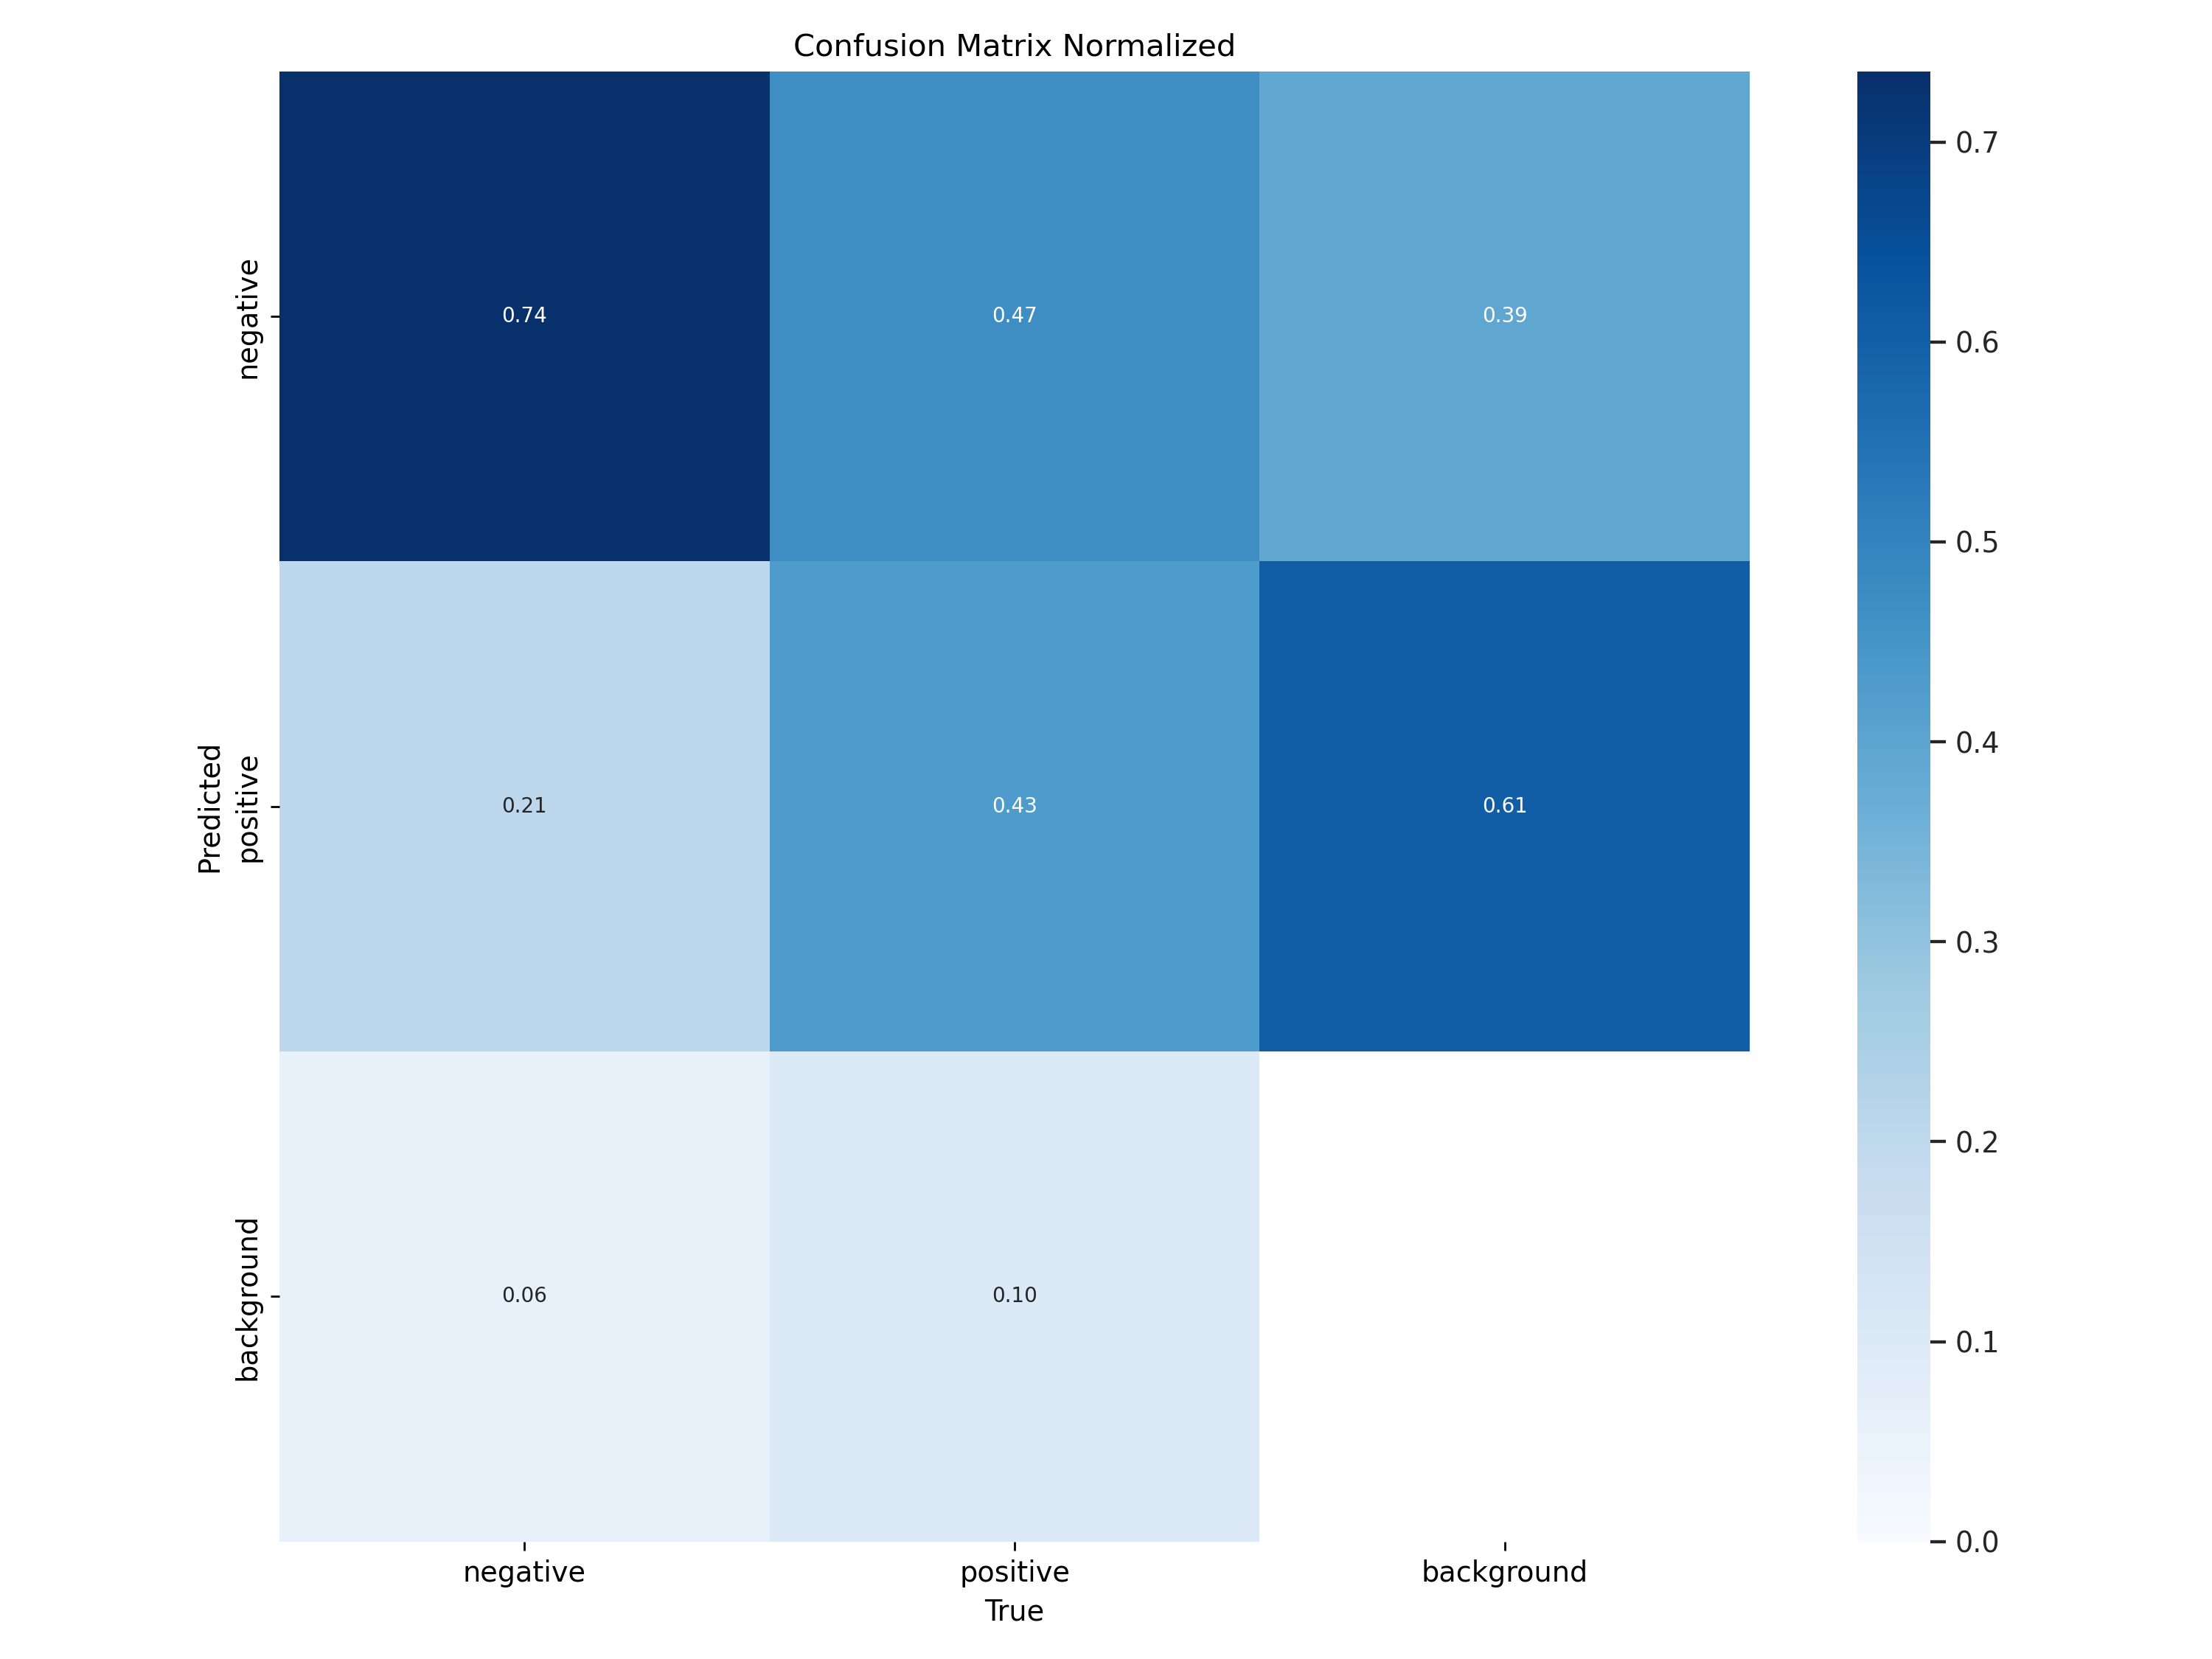 Confusion Matrix Normalized
negative
0.74 0.47 0.39
Predicted
positive
0.21 0.43 0.61
background
0.06 0.10
negative positive background
True
0.7
0.6
0.5
0.4
0.3
0.2
0.1
0.0